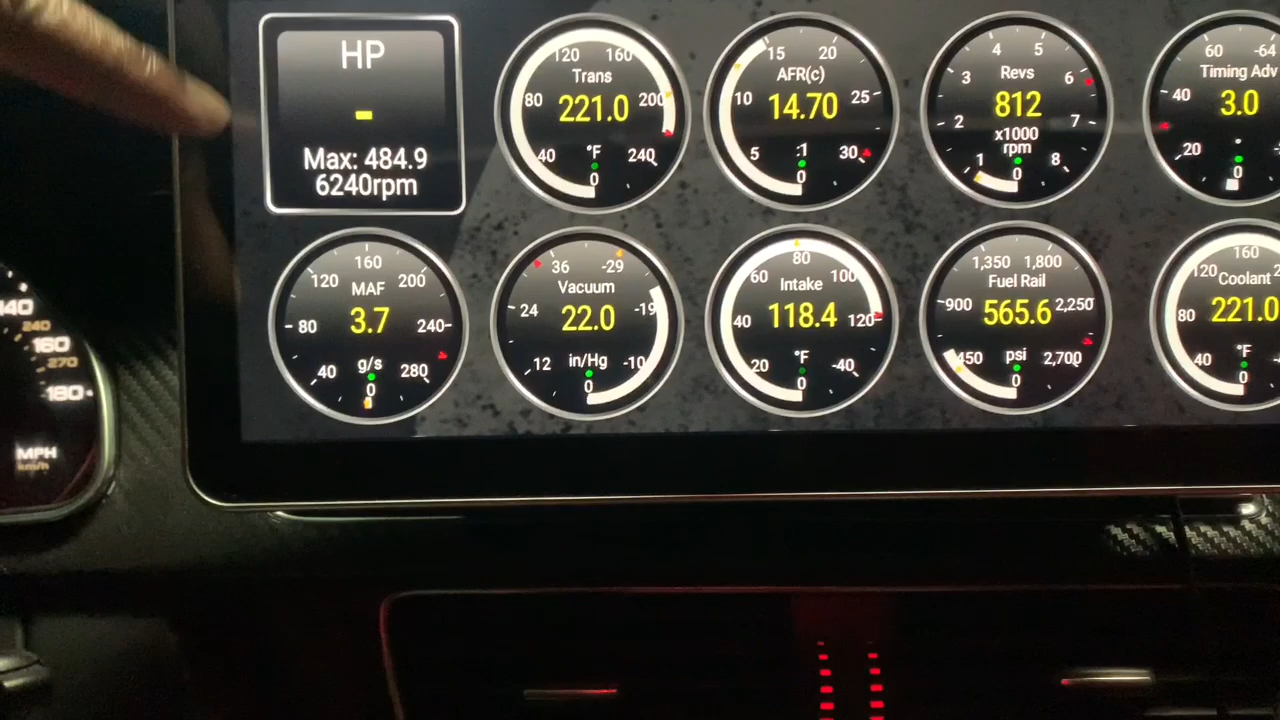 HP
-
Max: 484.9
6240rpm
120 160
Trans
80 221.0 200
°F
40 240
0
15 20
AFR(c)
10 14.70 25
:1
5 30
0
4 5
3 Revs 6
812
2 x1000 7
rpm
1 8
0
60 -64
Timing Adv
40 3.0
20 °
0
160
120 200
MAF
80 3.7 240
g/s
40 280
0
36 -29
Vacuum
24 22.0 -19
in/Hg
12 -10
0
80
60 100
Intake
40 118.4 120
°F
20 -40
0
1,350 1,800
Fuel Rail
900 565.6 2,250
psi
450 2,700
0
160
120
Coolant
80 221.0
°F
40
0
140
240
160
270
180
MPH
km/h